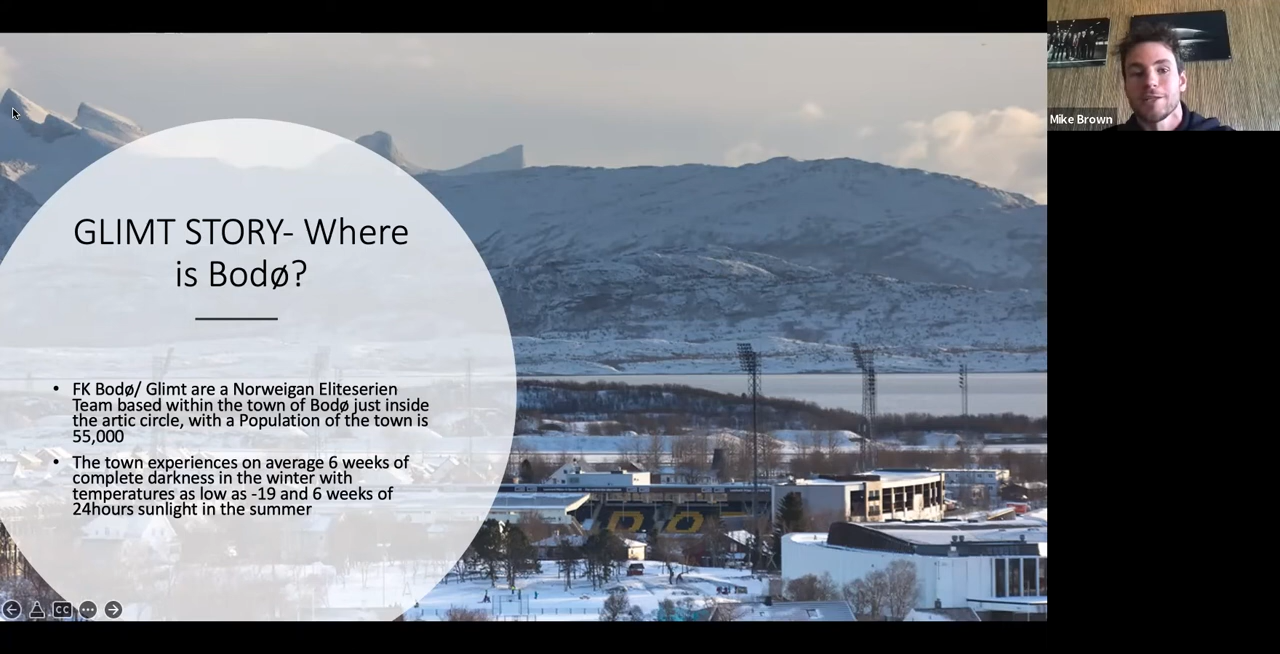 GLIMT STORY- Where
is Bodø?
• FK Bodø/ Glimt are a Norweigan Eliteserien
Team based within the town of Bodø just inside
the artic circle, with a Population of the town is
55,000
• The town experiences on average 6 weeks of
complete darkness in the winter with
temperatures as low as -19 and 6 weeks of
24hours sunlight in the summer
Mike Brown
CC